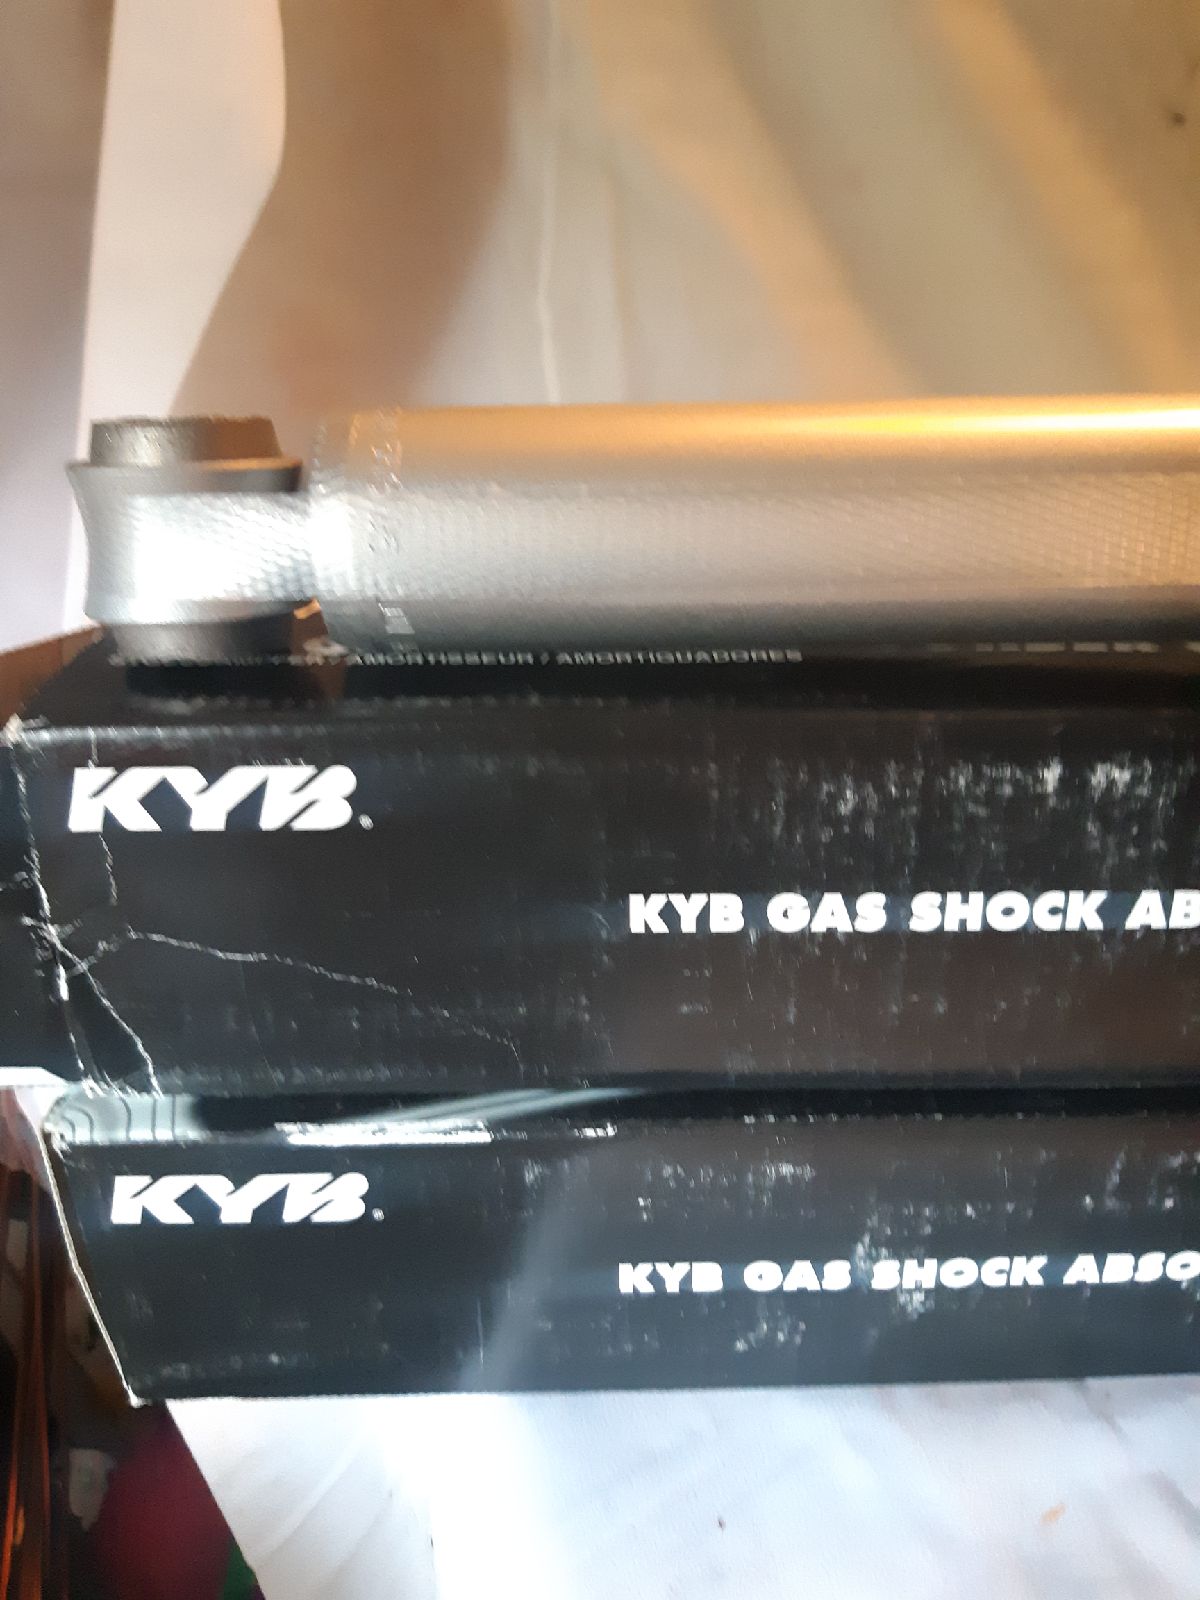 / AMORTISSEUR / AMORTIGUADORES
KYB®
KYB GAS SHOCK AB
KYB®
KYB GAS SHOCK ABSO